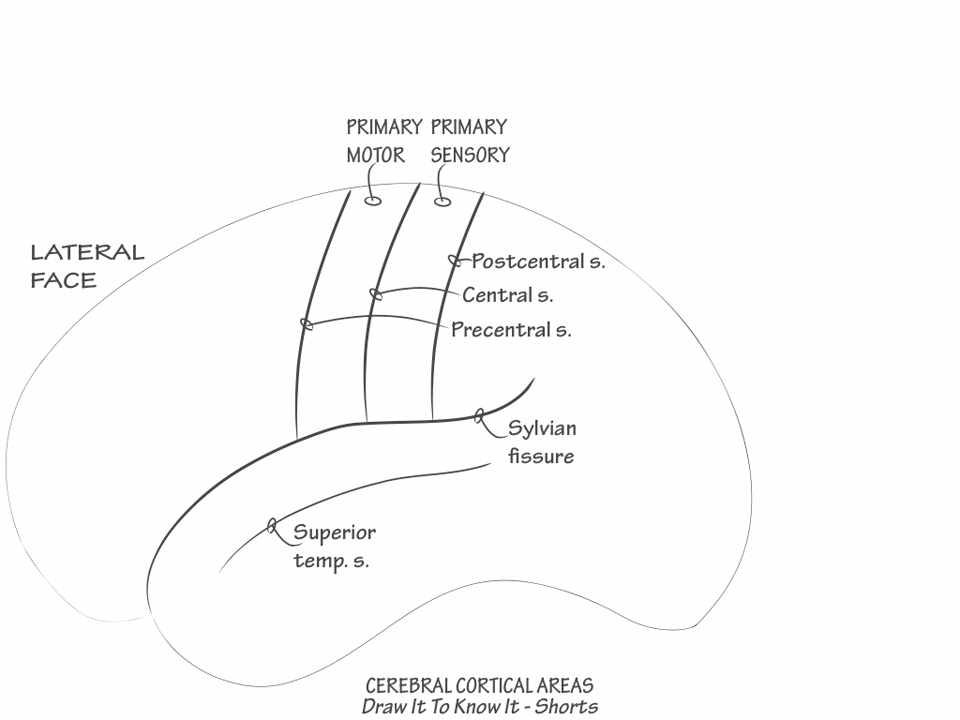 PRIMARY MOTOR
PRIMARY SENSORY
LATERAL
FACE
Postcentral s.
Central s.
Precentral s.
Sylvian
fissure
Superior
temp. s.
CEREBRAL CORTICAL AREAS
Draw It To Know It - Shorts